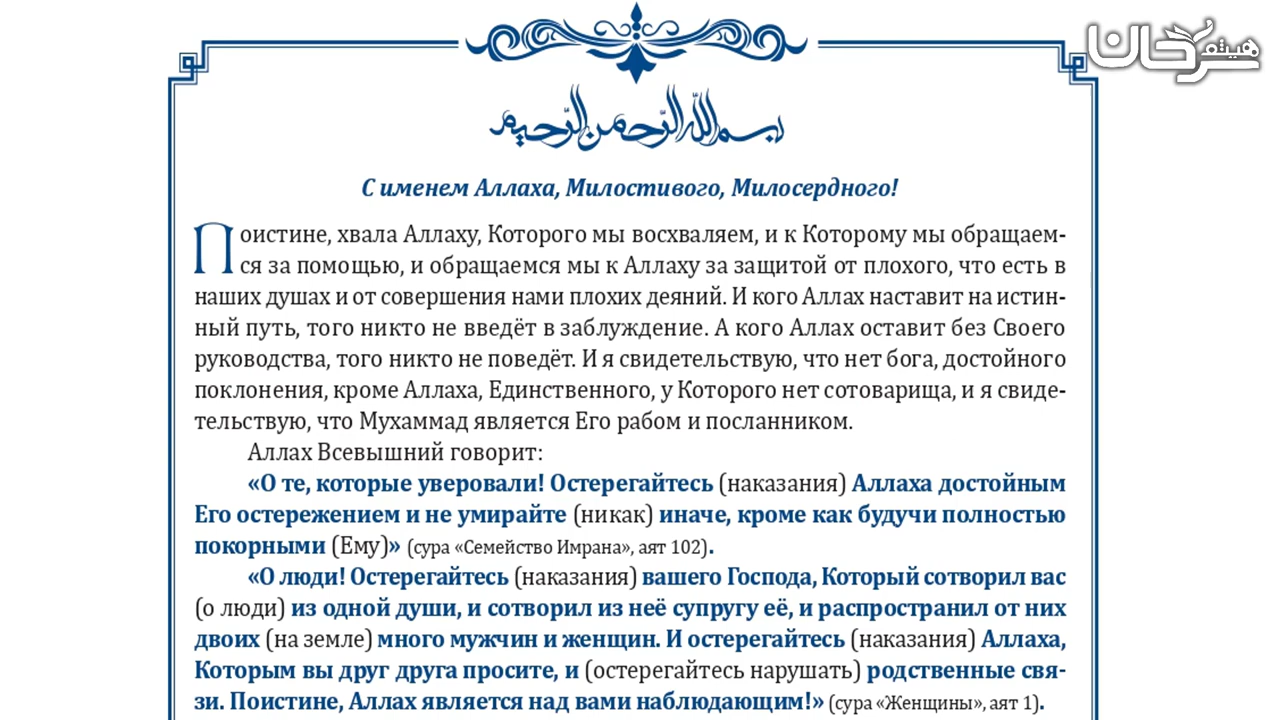 هيثم سرحان
بسم الله الرحمن الرحيم
С именем Аллаха, Милостивого, Милосердного!
Поистине, хвала Аллаху, Которого мы восхваляем, и к Которому мы обращаем-
ся за помощью, и обращаемся мы к Аллаху за защитой от плохого, что есть в
наших душах и от совершения нами плохих деяний. И кого Аллах наставит на истин-
ный путь, того никто не введёт в заблуждение. А кого Аллах оставит без Своего
руководства, того никто не поведёт. И я свидетельствую, что нет бога, достойного
поклонения, кроме Аллаха, Единственного, у Которого нет сотоварища, и я свиде-
тельствую, что Мухаммад является Его рабом и посланником.
Аллах Всевышний говорит:
«О те, которые уверовали! Остерегайтесь (наказания) Аллаха достойным
Его остережением и не умирайте (никак) иначе, кроме как будучи полностью
покорными (Ему)» (сура «Семейство Имрана», аят 102).
«О люди! Остерегайтесь (наказания) вашего Господа, Который сотворил вас
(о люди) из одной души, и сотворил из неё супругу её, и распространил от них
двоих (на земле) много мужчин и женщин. И остерегайтесь (наказания) Аллаха,
Которым вы друг друга просите, и (остерегайтесь нарушать) родственные свя-
зи. Поистине, Аллах является над вами наблюдающим!» (сура «Женщины», аят 1).